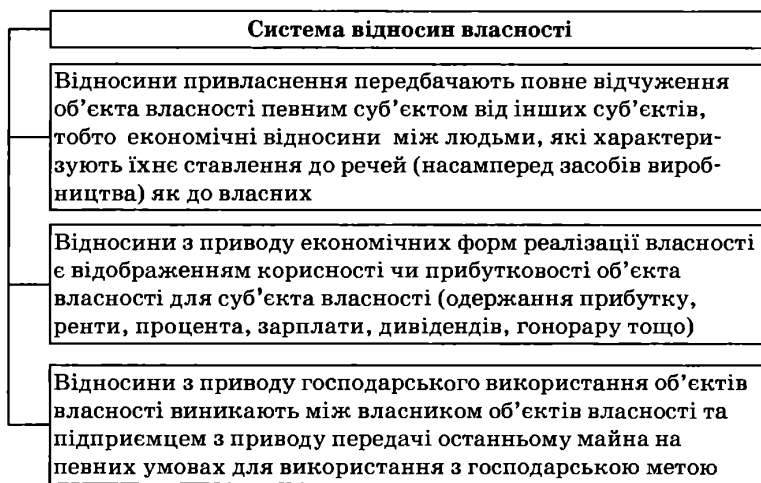 Система відносин власності
Відносини привласнення передбачають повне відчуження
об’єкта власності певним суб’єктом від інших суб’єктів,
тобто економічні відносини між людьми, які характери-
зують їхнє ставлення до речей (насамперед засобів вироб-
ництва) як до власних
Відносини з приводу економічних форм реалізації власності
є відображенням корисності чи прибутковості об’єкта
власності для суб’єкта власності (одержання прибутку,
ренти, процента, зарплати, дивідендів, гонорару тощо)
Відносини з приводу господарського використання об’єктів
власності виникають між власником об’єктів власності та
підприємцем з приводу передачі останньому майна на
певних умовах для використання з господарською метою